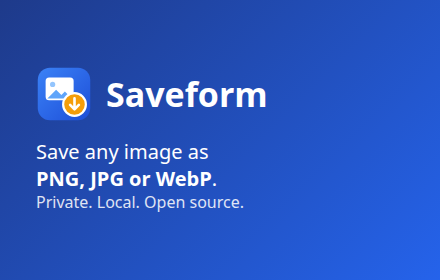 Saveform
Save any image as
PNG, JPG or WebP.
Private. Local. Open source.